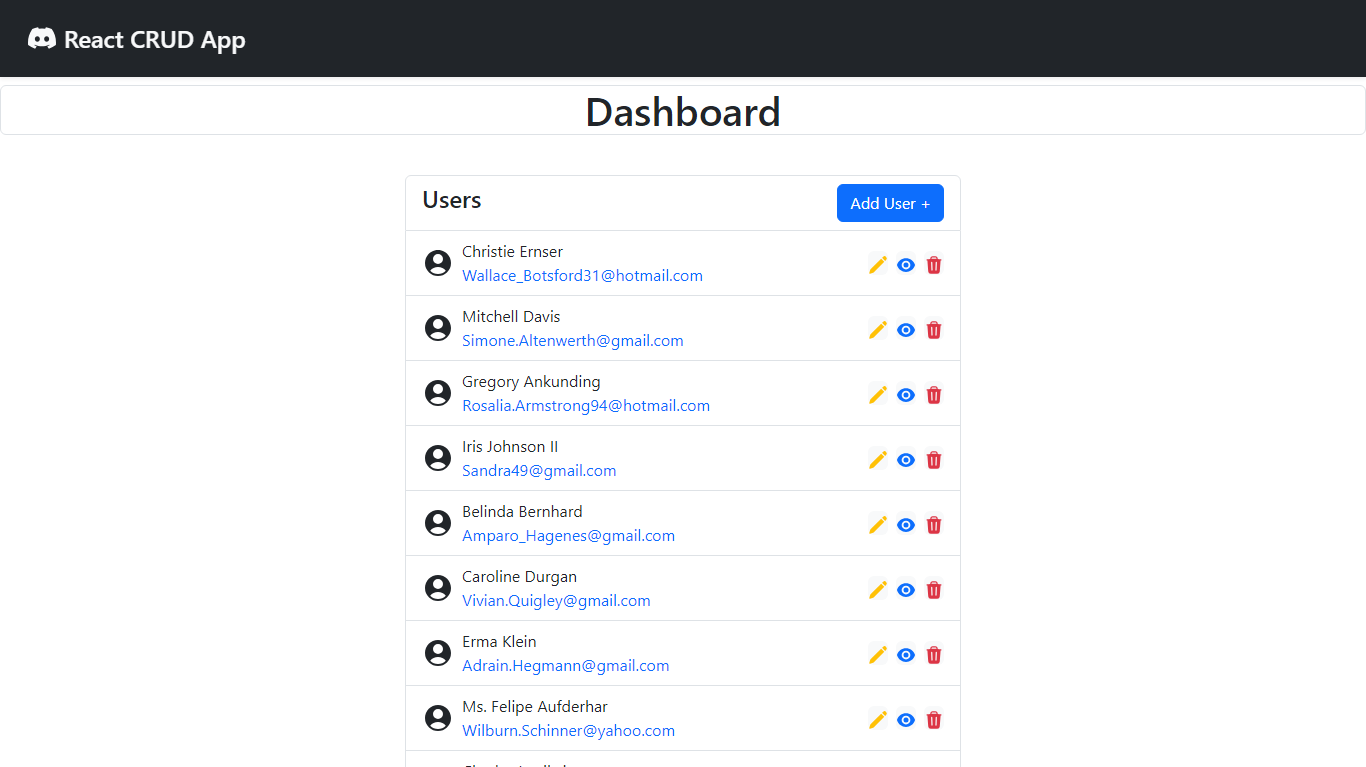 React CRUD App
Dashboard
Users
Add User +
Christie Ernser
Wallace_Botsford31@hotmail.com
Mitchell Davis
Simone.Altenwerth@gmail.com
Gregory Ankunding
Rosalia.Armstrong94@hotmail.com
Iris Johnson II
Sandra49@gmail.com
Belinda Bernhard
Amparo_Hagenes@gmail.com
Caroline Durgan
Vivian.Quigley@gmail.com
Erma Klein
Adrain.Hegmann@gmail.com
Ms. Felipe Aufderhar
Wilburn.Schinner@yahoo.com